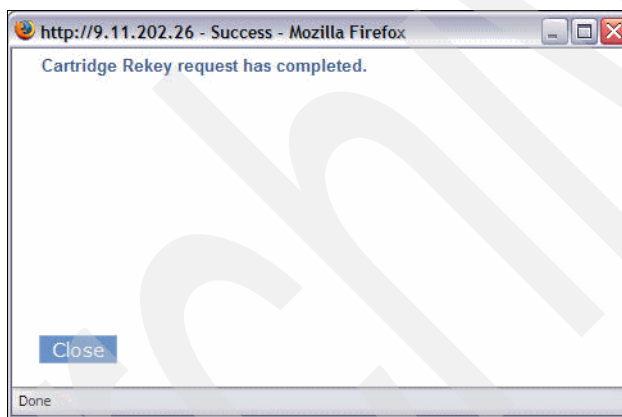 http://9.11.202.26 - Success - Mozilla Firefox
Cartridge Rekey request has completed.
Close
Done